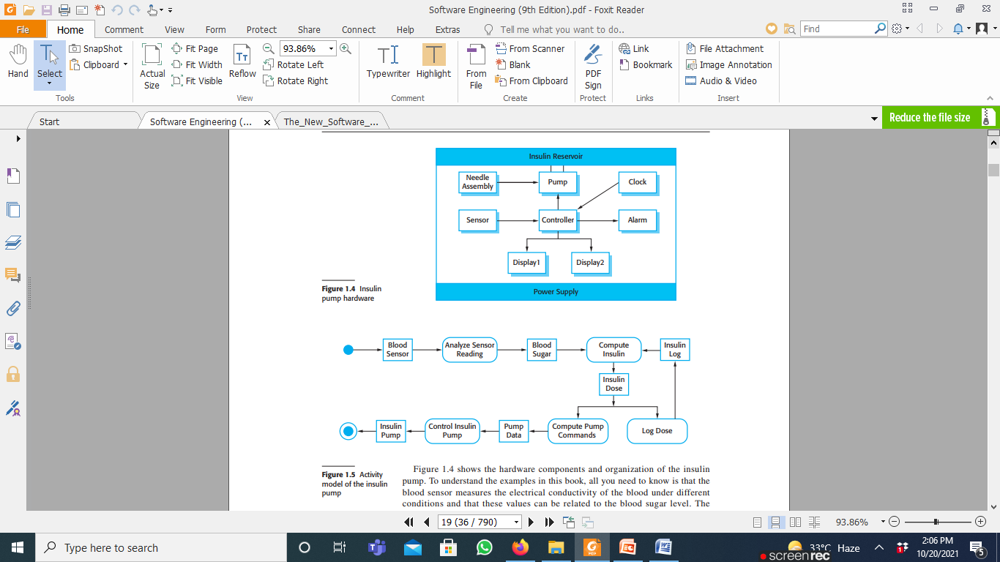 Software Engineering (9th Edition).pdf - Foxit Reader
File Home Comment View Form Protect Share Connect Help Extras Tell me what you want to do.. Find
Hand
Select
SnapShot
Clipboard
Tools
Actual
Size
Fit Page
Fit Width
Fit Visible
Reflow
93.86%
Rotate Left
Rotate Right
View
Typewriter
Highlight
Comment
From
File
From Scanner
Blank
From Clipboard
Create
PDF
Sign
Protect
Link
Bookmark
Links
File Attachment
Image Annotation
Audio & Video
Insert
Start
Software Engineering (...
The_New_Software_...
Reduce the file size
Insulin Reservoir
Needle
Assembly
Pump
Clock
Sensor
Controller
Alarm
Display1
Display2
Power Supply
Figure 1.4 Insulin
pump hardware
Blood
Sensor
Analyze Sensor
Reading
Blood
Sugar
Compute
Insulin
Insulin
Log
Insulin
Dose
Insulin
Pump
Control Insulin
Pump
Pump
Data
Compute Pump
Commands
Log Dose
Figure 1.5 Activity
model of the insulin
pump
Figure 1.4 shows the hardware components and organization of the insulin
pump. To understand the examples in this book, all you need to know is that the
blood sensor measures the electrical conductivity of the blood under different
conditions and that these values can be related to the blood sugar level. The
19 (36 / 790)
93.86%
Type here to search
33°C Haze
2:06 PM
10/20/2021
5
screenrec